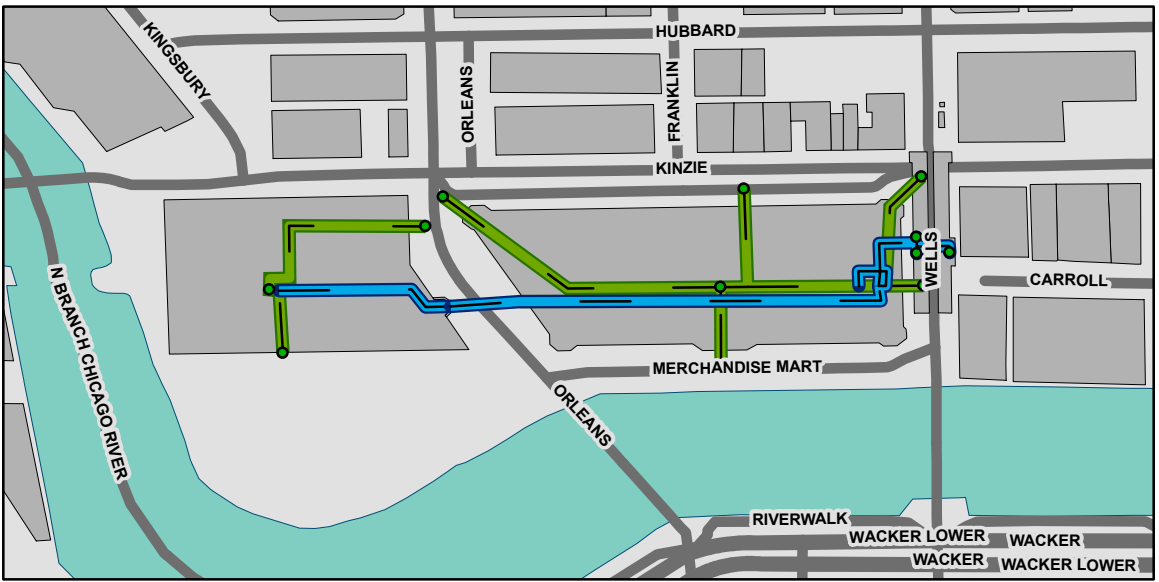 HUBBARD
KINGSBURY
ORLEANS
FRANKLIN
KINZIE
WELLS
CARROLL
N BRANCH CHICAGO RIVER
MERCHANDISE MART
ORLEANS
RIVERWALK
WACKER LOWER
WACKER
WACKER
WACKER LOWER